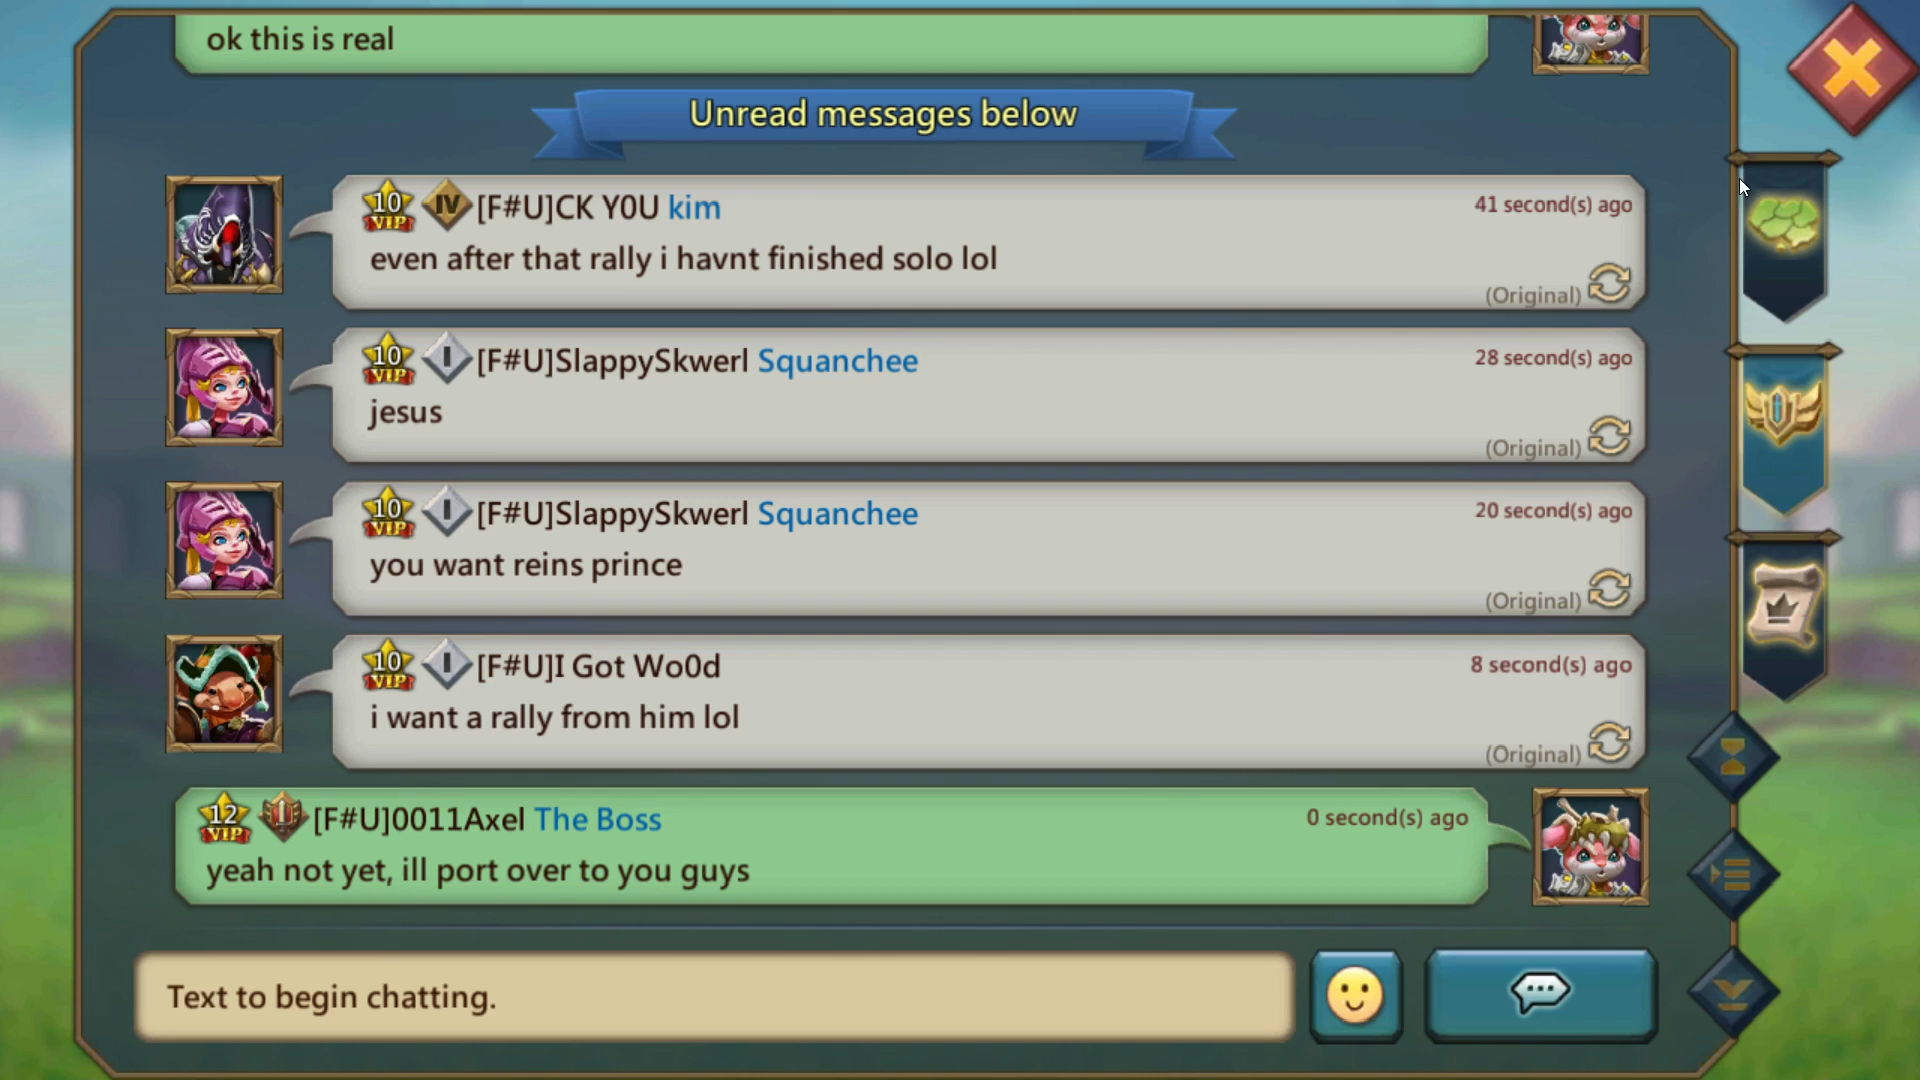 ok this is real
Unread messages below
10 VIP IV [F#U]CK Y0U kim 41 second(s) ago
even after that rally i havnt finished solo lol
(Original)
10 VIP I [F#U]SlappySkwerl Squanchee 28 second(s) ago
jesus
(Original)
10 VIP I [F#U]SlappySkwerl Squanchee 20 second(s) ago
you want reins prince
(Original)
10 VIP I [F#U]I Got Wo0d 8 second(s) ago
i want a rally from him lol
(Original)
12 VIP I [F#U]0011Axel The Boss 0 second(s) ago
yeah not yet, ill port over to you guys
Text to begin chatting.